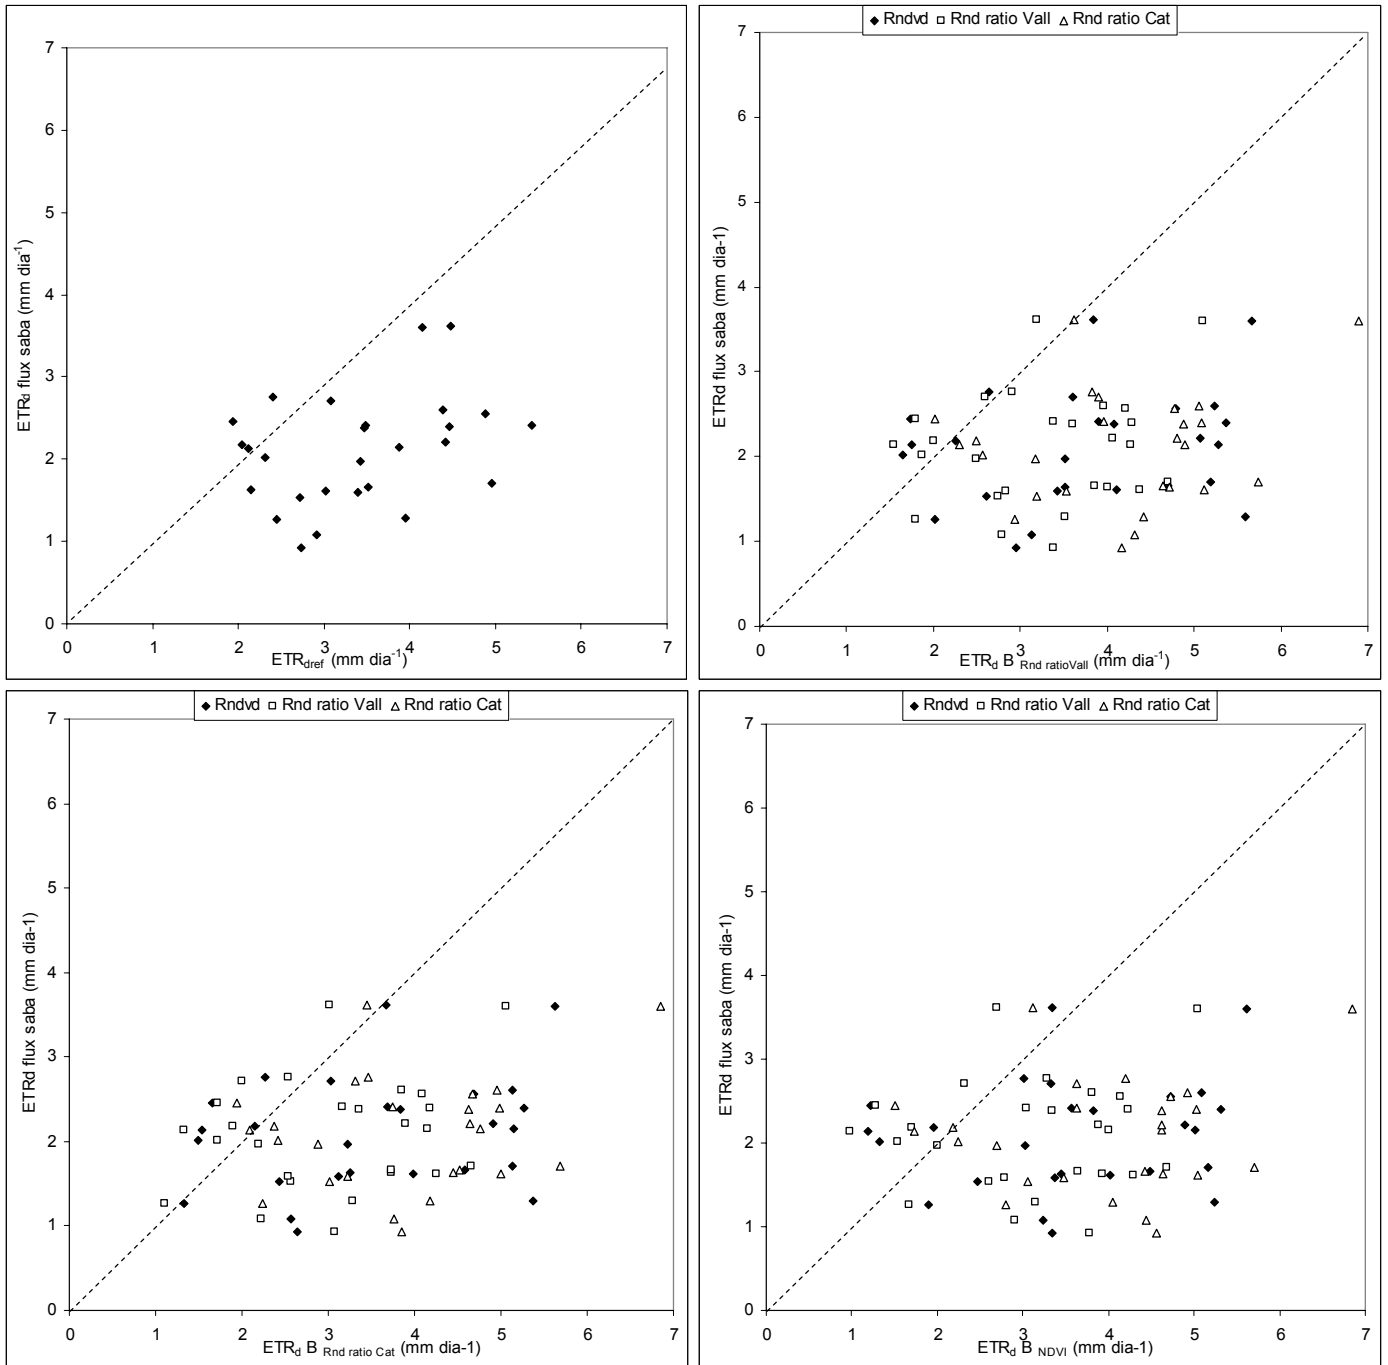 7
6
5
4
3
2
1
0
ETRd flux saba (mm dia-1)
0 1 2 3 4 5 6 7
ETRdref (mm dia-1)
Rndvd Rnd ratio Vall Rnd ratio Cat
7
6
5
4
3
2
1
0
ETRd flux saba (mm dia-1)
0 1 2 3 4 5 6 7
ETRd B Rnd ratioVall (mm dia-1)
Rndvd Rnd ratio Vall Rnd ratio Cat
7
6
5
4
3
2
1
0
ETRd flux saba (mm dia-1)
0 1 2 3 4 5 6 7
ETRd B Rnd ratio Cat (mm dia-1)
Rndvd Rnd ratio Vall Rnd ratio Cat
7
6
5
4
3
2
1
0
ETRd flux saba (mm dia-1)
0 1 2 3 4 5 6 7
ETRd B NDVI (mm dia-1)